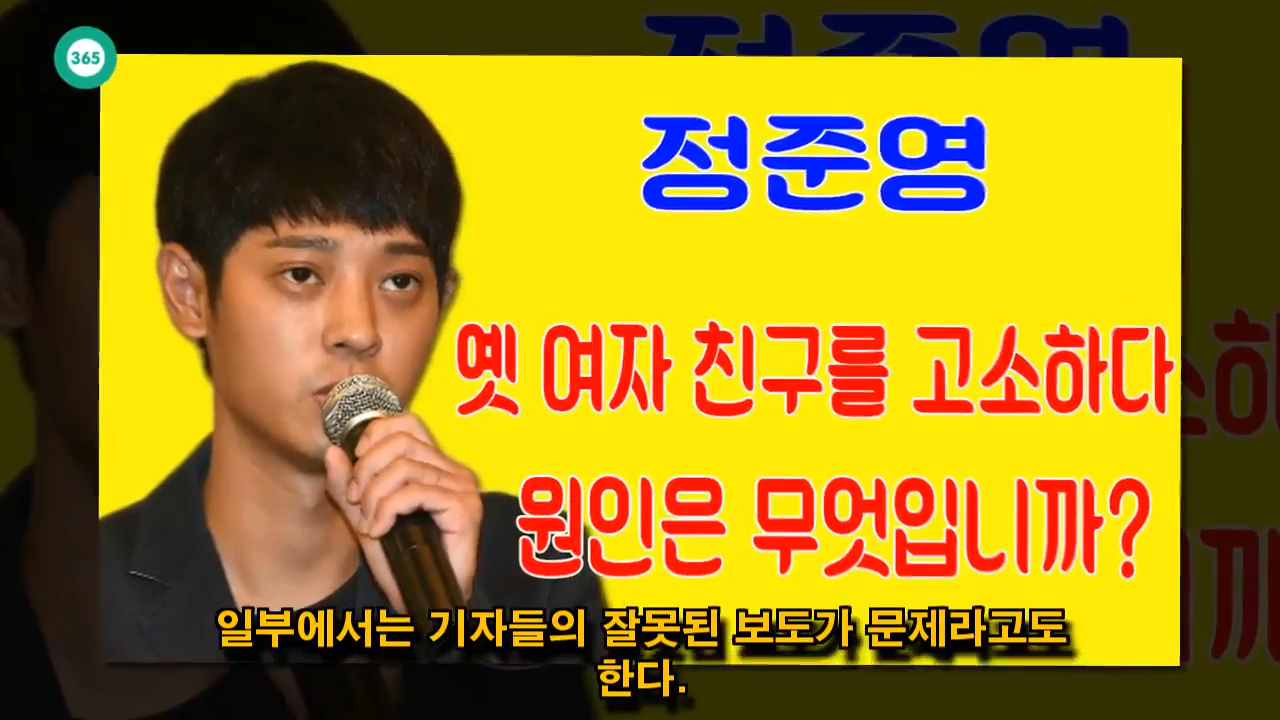 365
정준영
옛 여자 친구를 고소하다
원인은 무엇입니까?
일부에서는 기자들의 잘못된 보도가 문제라고도
한다.